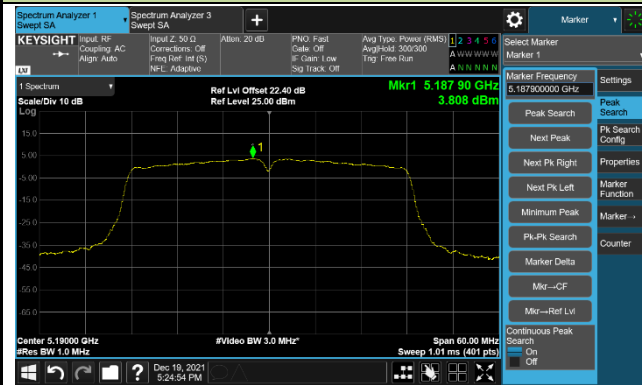 Spectrum Analyzer 1
Swept SA
Spectrum Analyzer 3
Swept SA
+
Marker
KEYSIGHT
Input: RF
Coupling: AC
Align: Auto
Input Z: 50 Ω
Corrections: Off
Freq Ref: Int (S)
NFE: Adaptive
Atten: 20 dB
PNO: Fast
Gate: Off
IF Gain: Low
Sig Track: Off
Avg Type: Power (RMS)
Avg|Hold: 300/300
Trig: Free Run
1 2 3 4 5 6
A W W W W W
A N N N N N
LXI
Select Marker
Marker 1
1 Spectrum
Scale/Div 10 dB
Log
Ref Lvl Offset 22.40 dB
Ref Level 25.00 dBm
Mkr1 5.187 90 GHz
3.808 dBm
1
15.0
5.00
-5.00
-15.0
-25.0
-35.0
-45.0
-55.0
-65.0
Center 5.19000 GHz
#Res BW 1.0 MHz
#Video BW 3.0 MHz*
Span 60.00 MHz
Sweep 1.01 ms (401 pts)
Marker Frequency
5.187900000 GHz
Peak Search
Next Peak
Next Pk Right
Next Pk Left
Minimum Peak
Pk-Pk Search
Marker Delta
Mkr→CF
Mkr→Ref Lvl
Continuous Peak
Search
On
Off
Settings
Peak
Search
Pk Search
Config
Properties
Marker
Function
Marker→
Counter
?
Dec 19, 2021
5:24:54 PM